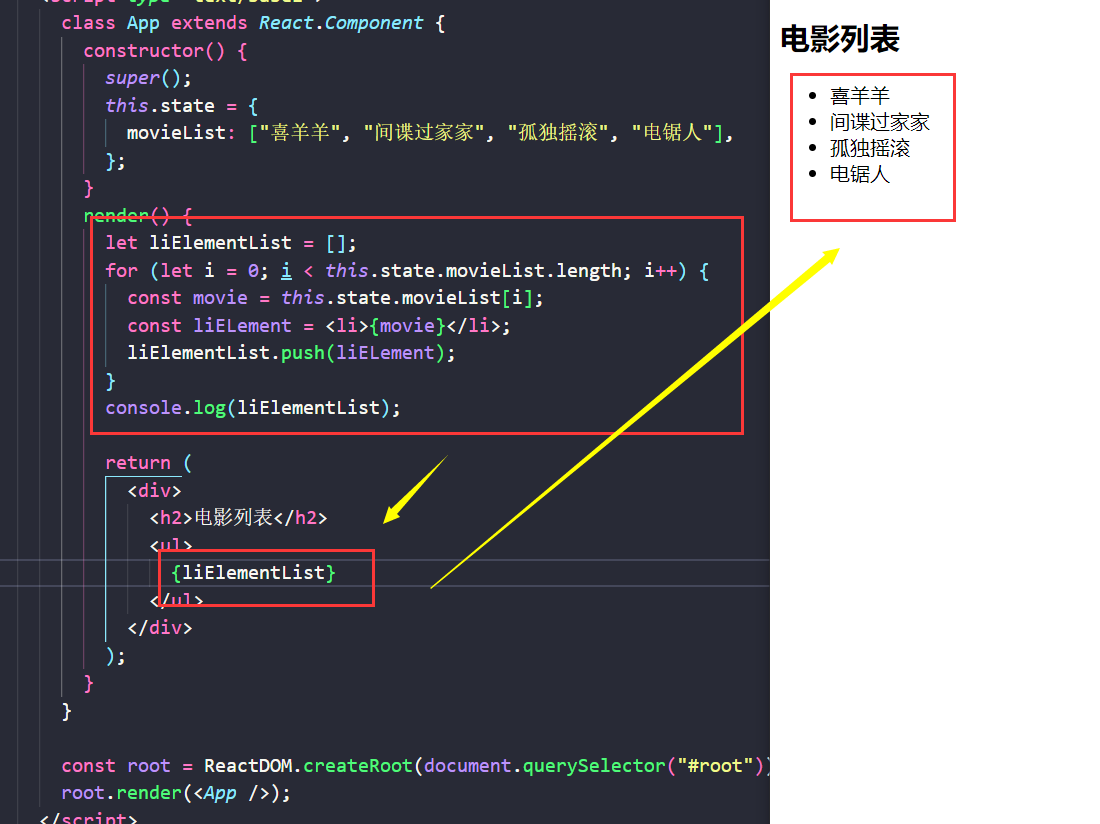 <script type="text/babel">
class App extends React.Component {
constructor() {
super();
this.state = {
movieList: ["喜羊羊", "间谍过家家", "孤独摇滚", "电锯人"],
};
}
render() {
let liElementList = [];
for (let i = 0; i < this.state.movieList.length; i++) {
const movie = this.state.movieList[i];
const liELement = <li>{movie}</li>;
liElementList.push(liELement);
}
console.log(liElementList);
return (
<div>
<h2>电影列表</h2>
<ul>
{liElementList}
</ul>
</div>
);
}
}
const root = ReactDOM.createRoot(document.querySelector("#root"))
root.render(<App />);
</script>
电影列表
喜羊羊
间谍过家家
孤独摇滚
电锯人